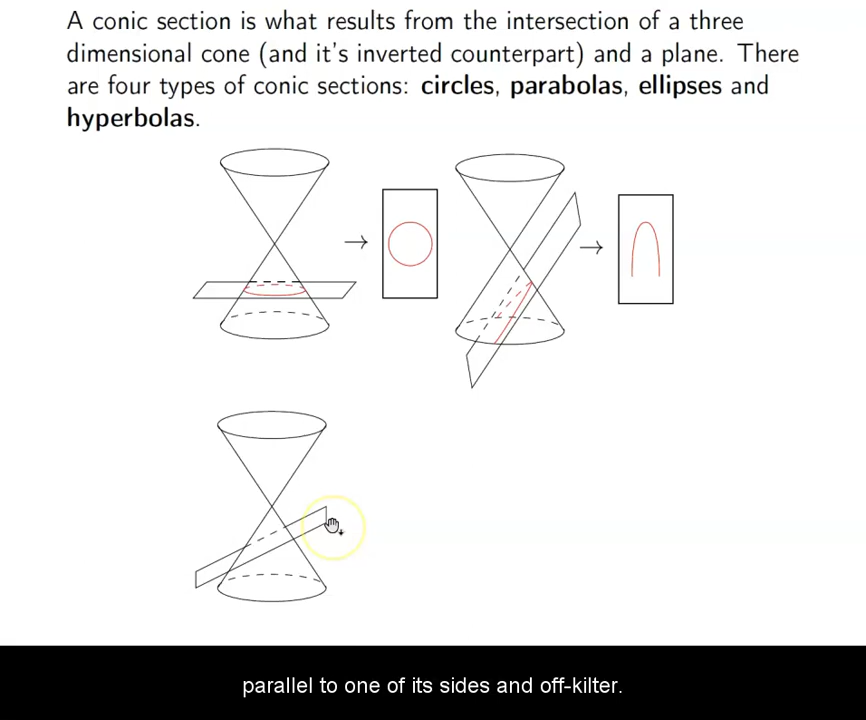 A conic section is what results from the intersection of a three
dimensional cone (and it's inverted counterpart) and a plane. There
are four types of conic sections: circles, parabolas, ellipses and
hyperbolas.
parallel to one of its sides and off-kilter.